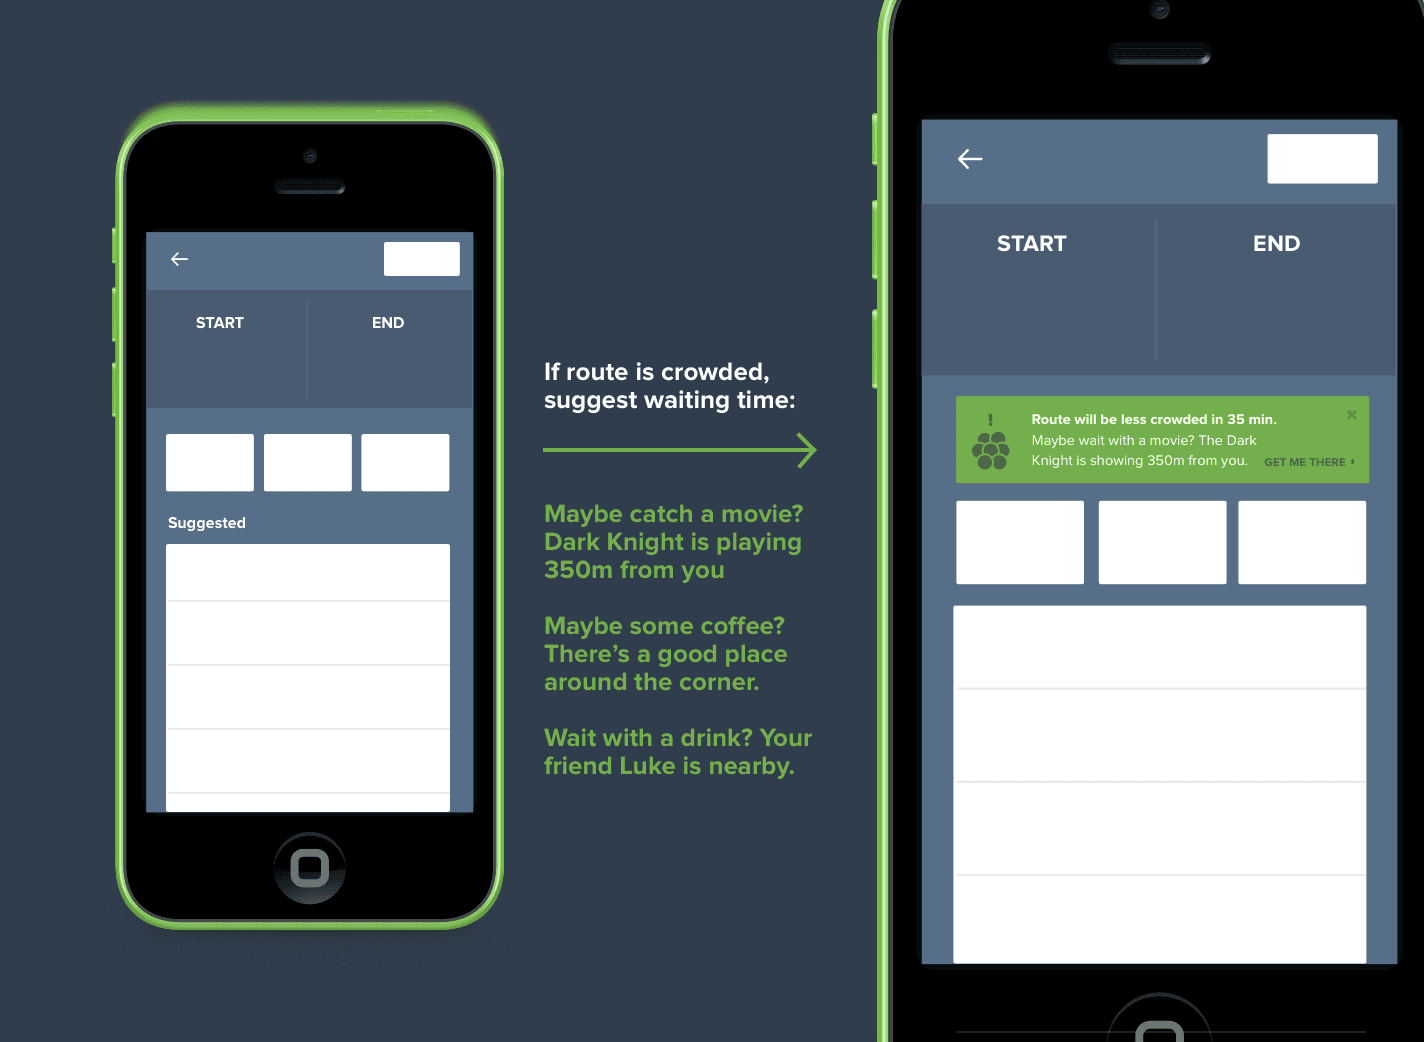 START
END
Suggested
If route is crowded,
suggest waiting time:
Maybe catch a movie?
Dark Knight is playing
350m from you
Maybe some coffee?
There's a good place
around the corner.
Wait with a drink? Your
friend Luke is nearby.
START
END
!
Route will be less crowded in 35 min.
Maybe wait with a movie? The Dark
Knight is showing 350m from you.
GET ME THERE